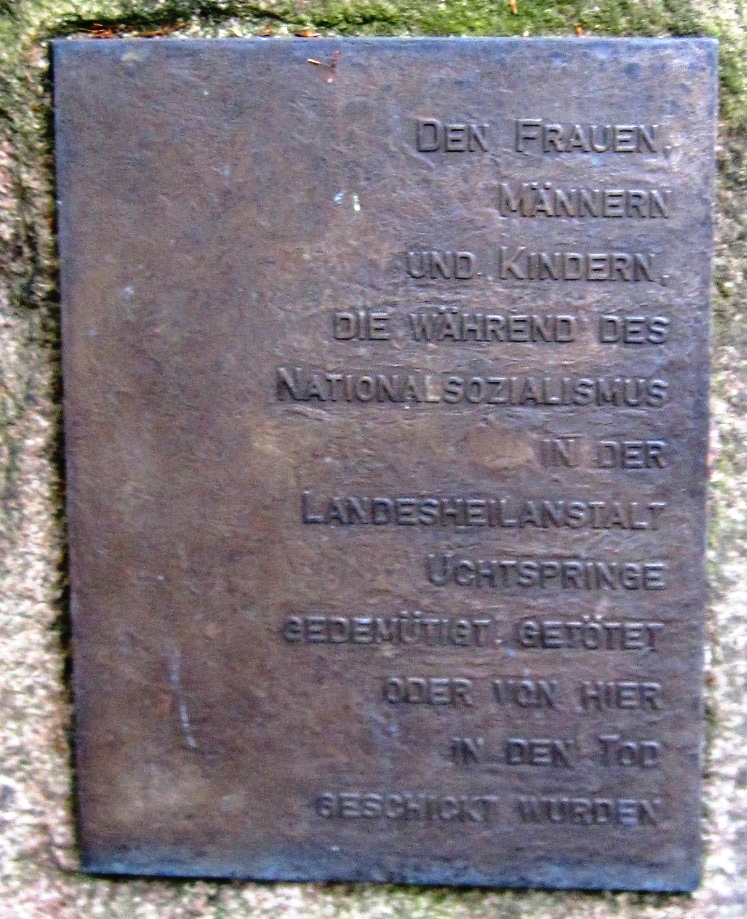 DEN FRAUEN,
MÄNNERN
UND KINDERN,
DIE WÄHREND DES
NATIONALSOZIALISMUS
IN DER
LANDESHEILANSTALT
UCHTSPRINGE
GEDEMÜTIGT, GETÖTET,
ODER VON HIER
IN DEN TOD
GESCHICKT WURDEN